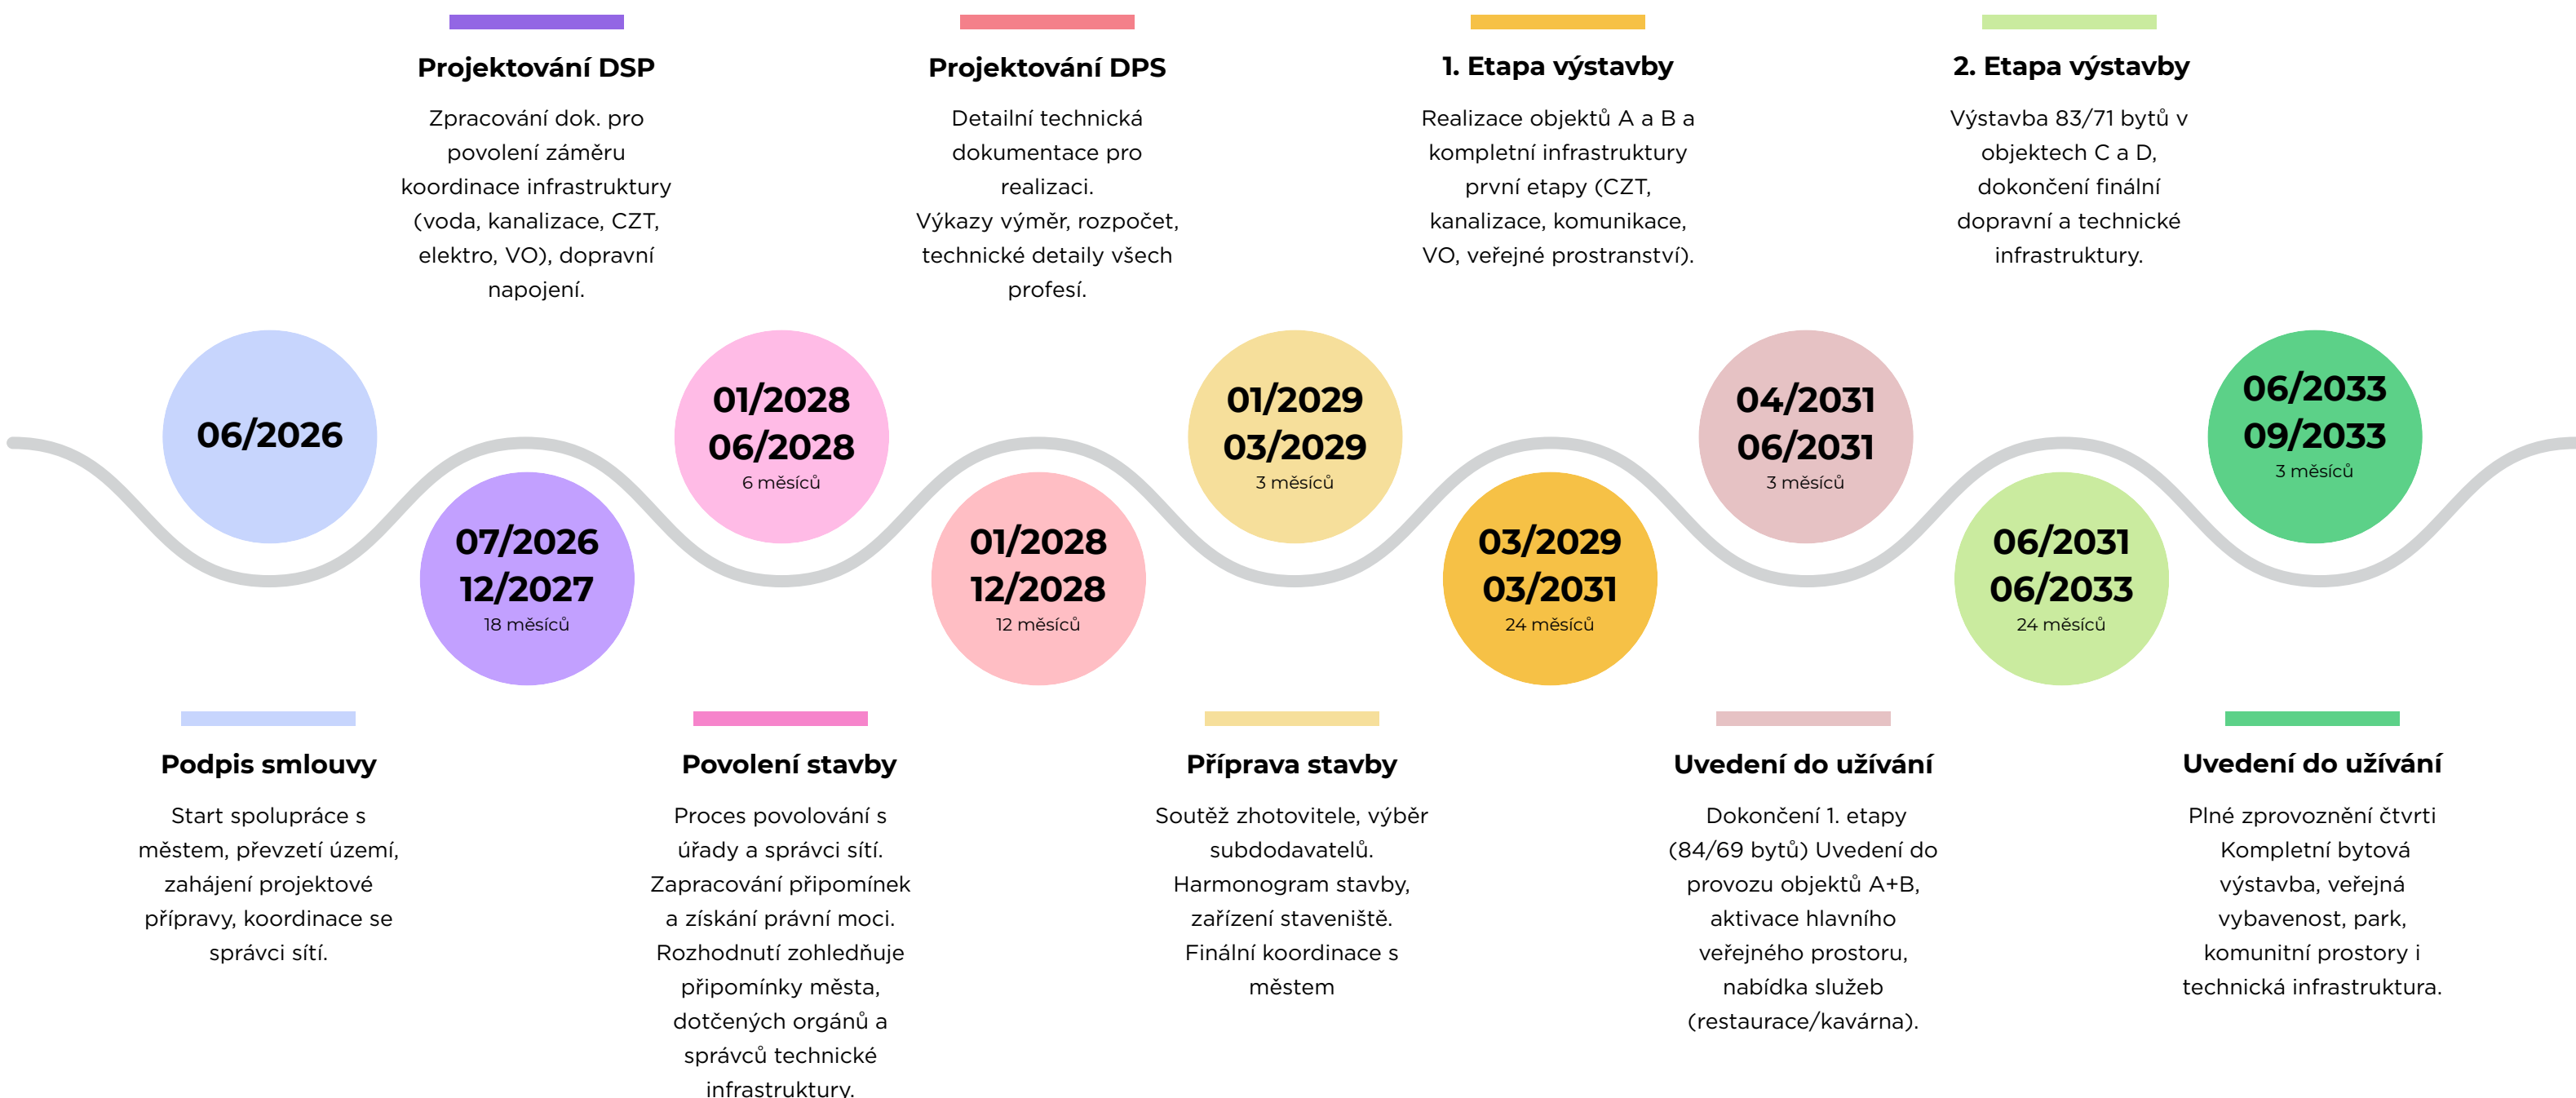 Projektování DSP
Zpracování dok. pro
povolení záměru
koordinace infrastruktury
(voda, kanalizace, CZT,
elektro, VO), dopravní
napojení.
Projektování DPS
Detailní technická
dokumentace pro
realizaci.
Výkazy výměr, rozpočet,
technické detaily všech
profesí.
1. Etapa výstavby
Realizace objektů A a B a
kompletní infrastruktury
první etapy (CZT,
kanalizace, komunikace,
VO, veřejné prostranství).
2. Etapa výstavby
Výstavba 83/71 bytů v
objektech C a D,
dokončení finální
dopravní a technické
infrastruktury.
06/2026
07/2026
12/2027
18 měsíců
01/2028
06/2028
6 měsíců
01/2028
12/2028
12 měsíců
01/2029
03/2029
3 měsíců
03/2029
03/2031
24 měsíců
04/2031
06/2031
3 měsíců
06/2031
06/2033
24 měsíců
06/2033
09/2033
3 měsíců
Podpis smlouvy
Start spolupráce s
městem, převzetí území,
zahájení projektové
přípravy, koordinace se
správci sítí.
Povolení stavby
Proces povolování s
úřady a správci sítí.
Zapracování připomínek
a získání právní moci.
Rozhodnutí zohledňuje
připomínky města,
dotčených orgánů a
správců technické
infrastruktury.
Příprava stavby
Soutěž zhotovitele, výběr
subdodavatelů.
Harmonogram stavby,
zařízení staveniště.
Finální koordinace s
městem
Uvedení do užívání
Dokončení 1. etapy
(84/69 bytů) Uvedení do
provozu objektů A+B,
aktivace hlavního
veřejného prostoru,
nabídka služeb
(restaurace/kavárna).
Uvedení do užívání
Plné zprovoznění čtvrti
Kompletní bytová
výstavba, veřejná
vybavenost, park,
komunitní prostory i
technická infrastruktura.